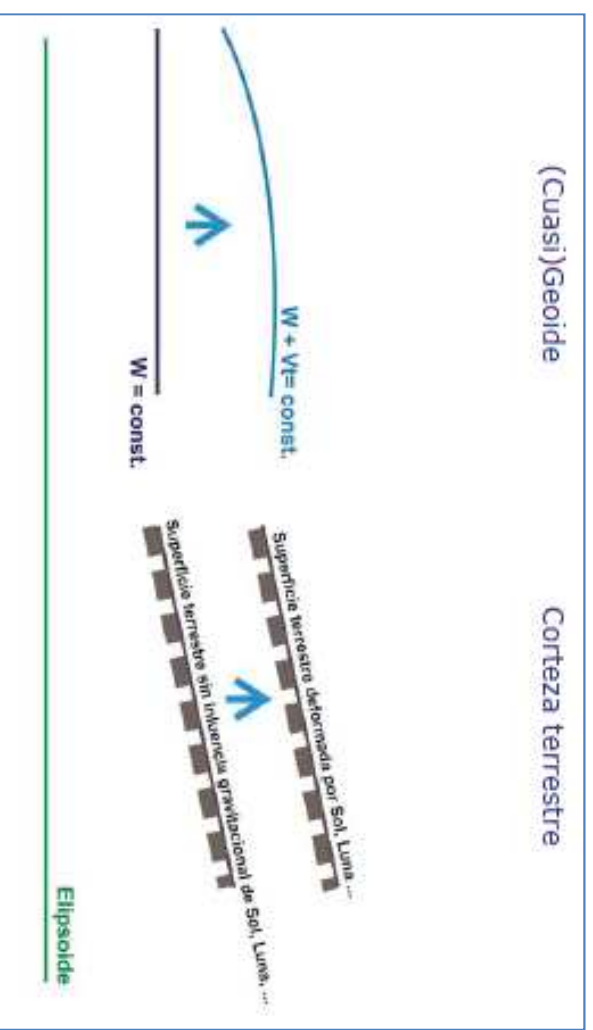 (Cuasi)Geoide
Corteza terrestre
W + Vt= const.
W = const.
Superficie terrestre deformada por Sol, Luna ...
Superficie terrestre sin influencia gravitacional de Sol, Luna, ...
Elipsoide